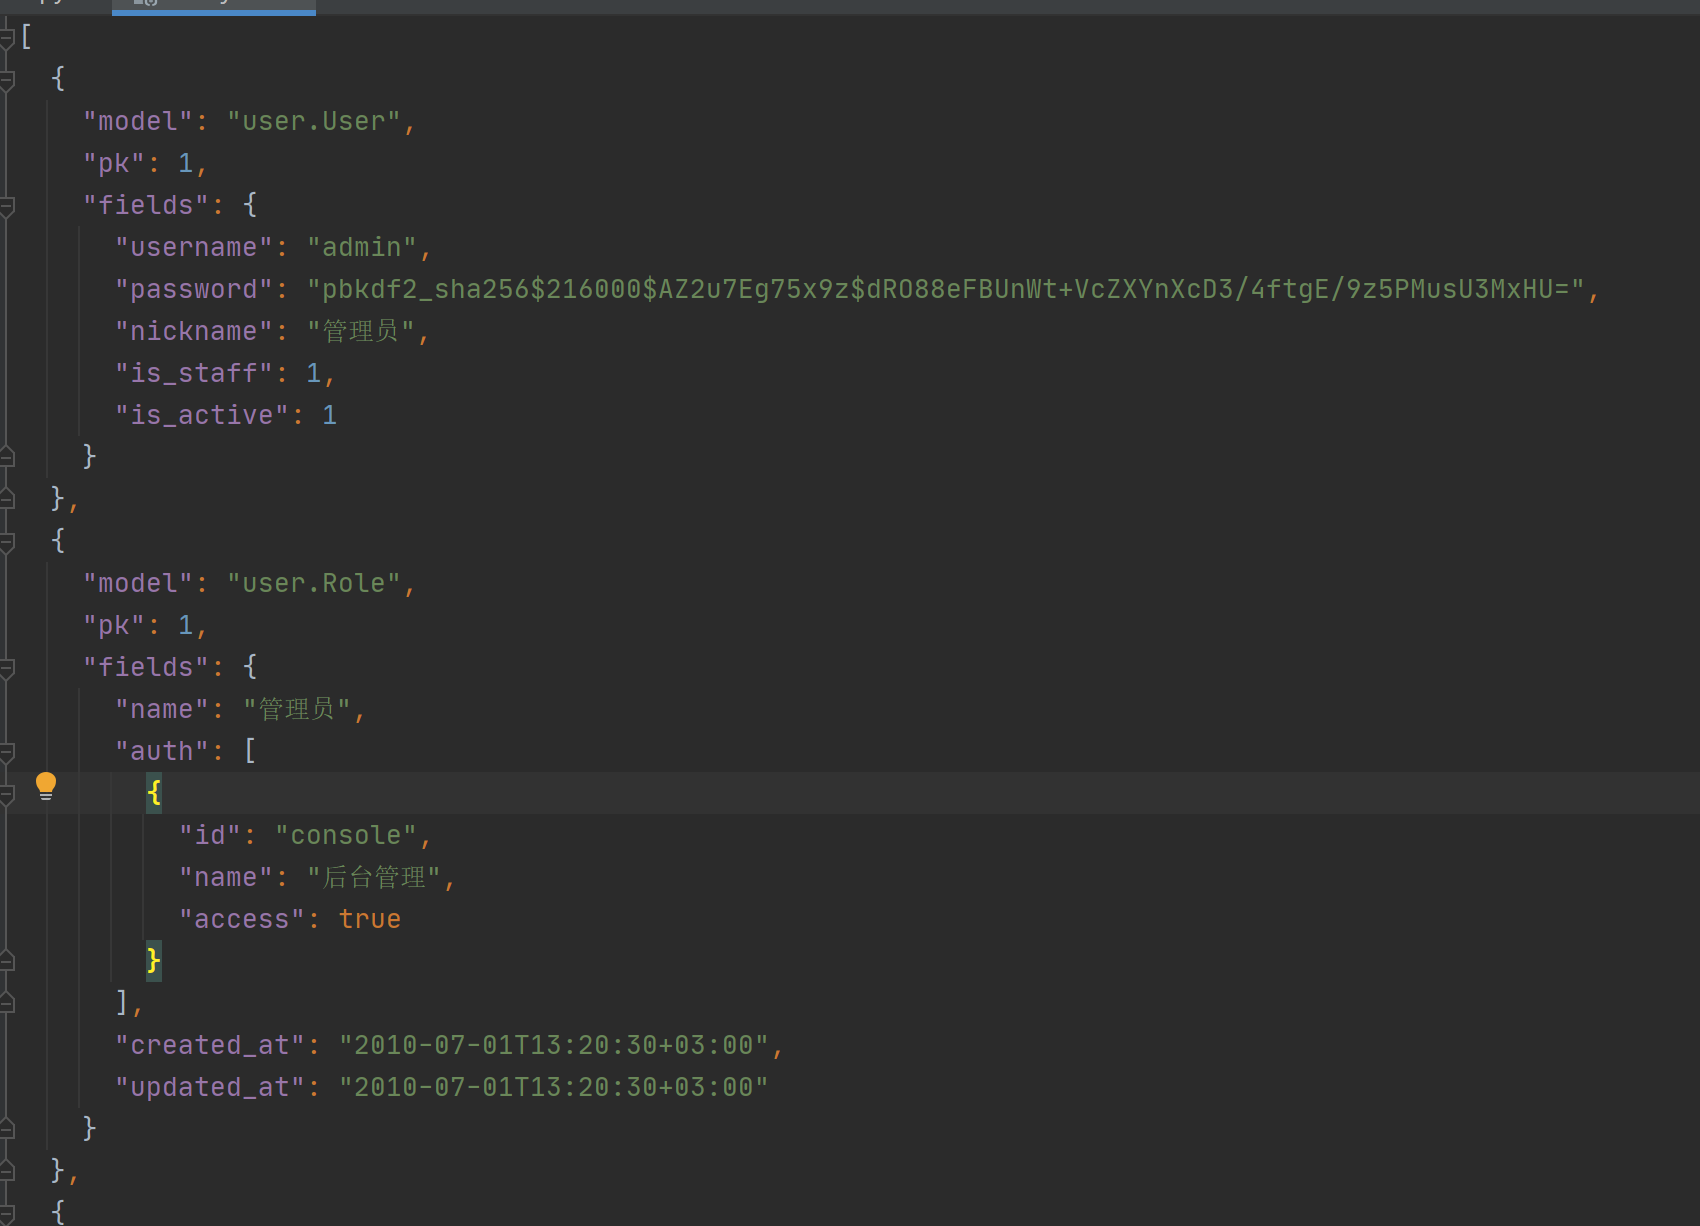 [
{
"model": "user.User",
"pk": 1,
"fields": {
"username": "admin",
"password": "pbkdf2_sha256$216000$AZ2u7Eg75x9z$dRO88eFBUnWt+VcZXYnXcD3/4ftgE/9z5PMusU3MxHU=",
"nickname": "管理员",
"is_staff": 1,
"is_active": 1
}
},
{
"model": "user.Role",
"pk": 1,
"fields": {
"name": "管理员",
"auth": [
{
"id": "console",
"name": "后台管理",
"access": true
}
],
"created_at": "2010-07-01T13:20:30+03:00",
"updated_at": "2010-07-01T13:20:30+03:00"
}
},
{